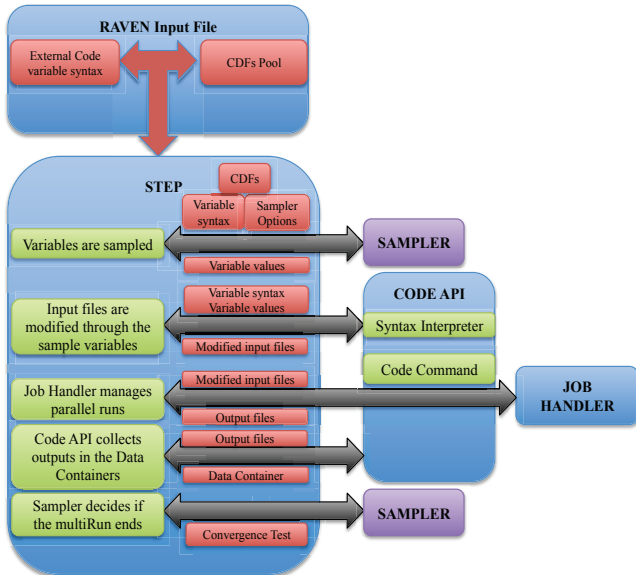 RAVEN Input File
External Code
variable syntax
CDFs Pool
STEP
CDFs
Variable
syntax
Sampler
Options
Variables are sampled
SAMPLER
Variable values
Variable syntax
Variable values
CODE API
Input files are
modified through the
sample variables
Syntax Interpreter
Modified input files
Code Command
Modified input files
Job Handler manages
parallel runs
JOB
HANDLER
Output files
Output files
Code API collects
outputs in the Data
Containers
Data Container
Sampler decides if
the multiRun ends
SAMPLER
Convergence Test